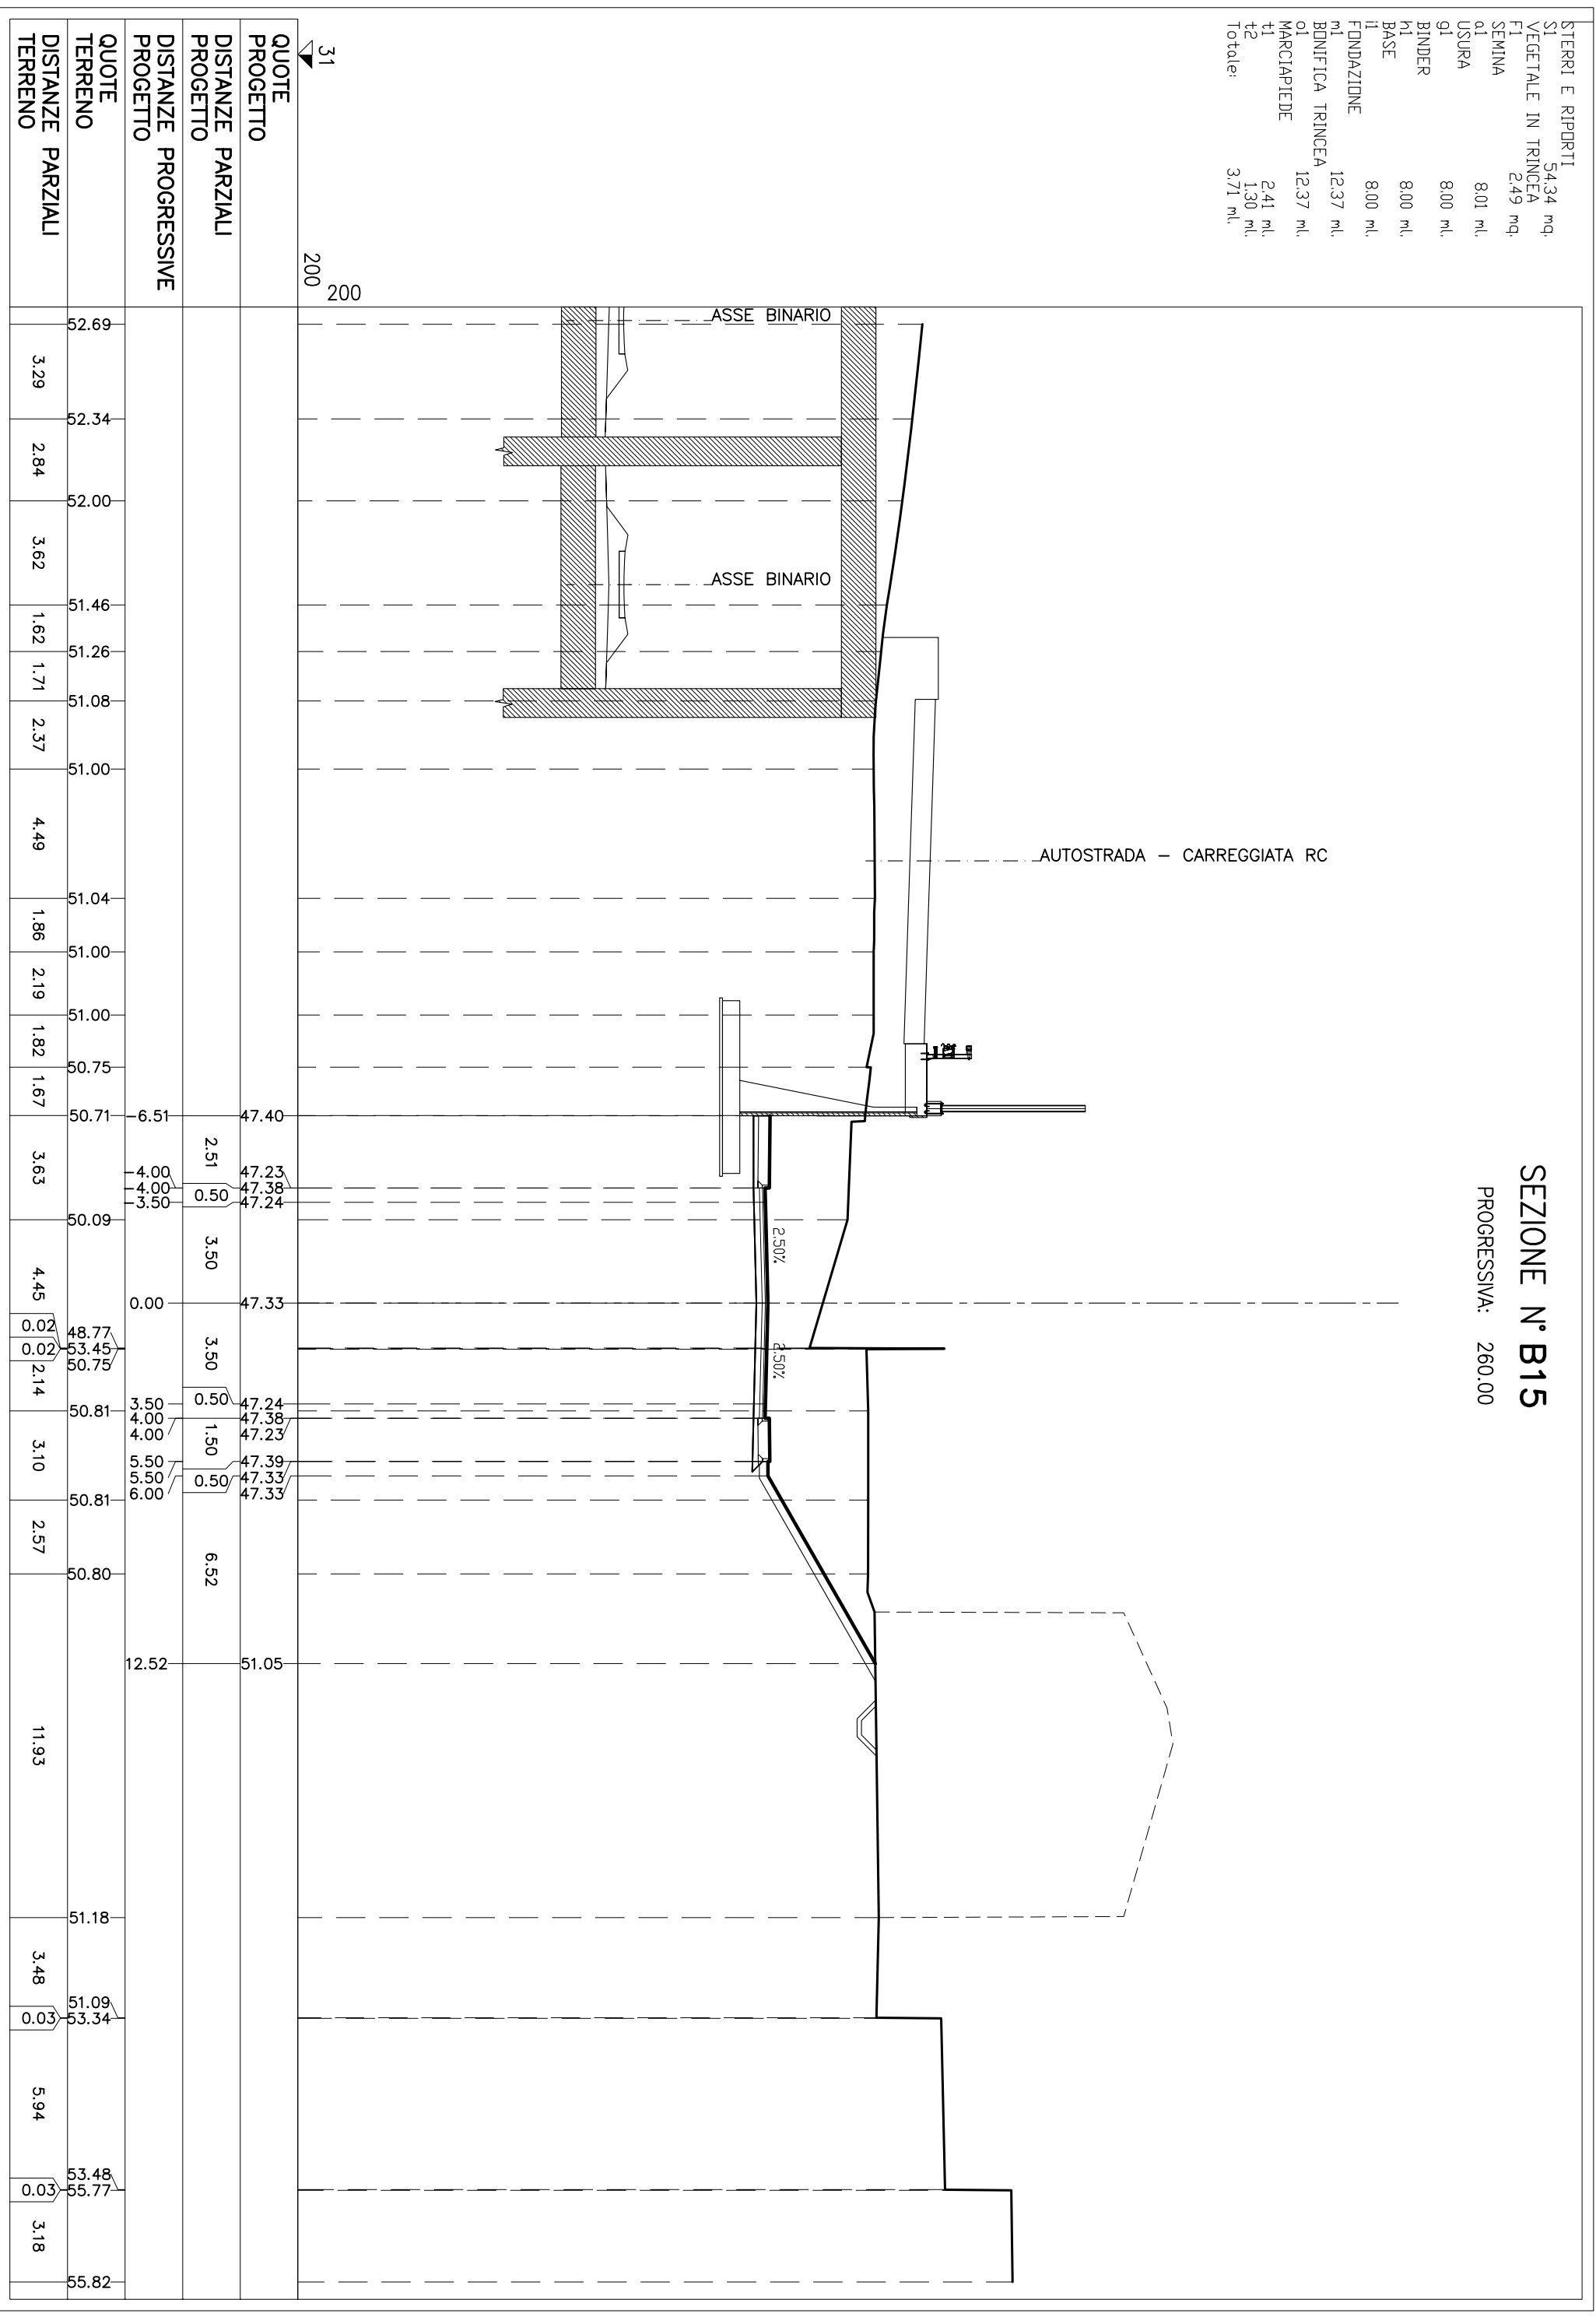 SEZIONE N° B15
PROGRESSIVA: 260.00
STERRI E RIPORTI
S1 54.34 mq.
VEGETALE IN TRINCEA
F1 2.49 mq.
SEMINA
a1 8.01 ml.
USURA
g1 8.00 ml.
BINDER
h1 8.00 ml.
BASE
i1 8.00 ml.
FONDAZIONE
m1 12.37 ml.
BONIFICA TRINCEA
o1 12.37 ml.
MARCIAPIEDE
t1 2.41 ml.
t2 1.30 ml.
Totale: 3.71 ml.
AUTOSTRADA - CARREGGIATA RC
ASSE BINARIO
ASSE BINARIO
2.50%
2.50%
200
200
31
QUOTE PROGETTO
47.40
47.23
47.38
47.24
47.33
47.24
47.38
47.23
47.39
47.33
47.33
51.05
DISTANZE PARZIALI PROGETTO
2.51
0.50
3.50
3.50
0.50
1.50
0.50
6.52
DISTANZE PROGRESSIVE PROGETTO
-6.51
-4.00
-4.00
-3.50
0.00
3.50
4.00
4.00
5.50
5.50
6.00
12.52
QUOTE TERRENO
52.69
52.34
52.00
51.46
51.26
51.08
51.00
51.04
51.00
51.00
50.75
50.71
50.09
48.77
53.45
50.75
50.81
50.81
50.80
51.18
51.09
53.34
53.48
55.77
55.82
DISTANZE PARZIALI TERRENO
3.29
2.84
3.62
1.62
1.71
2.37
4.49
1.86
2.19
1.82
1.67
3.63
4.45
0.02
0.02
2.14
3.10
2.57
11.93
3.48
0.03
5.94
0.03
3.18